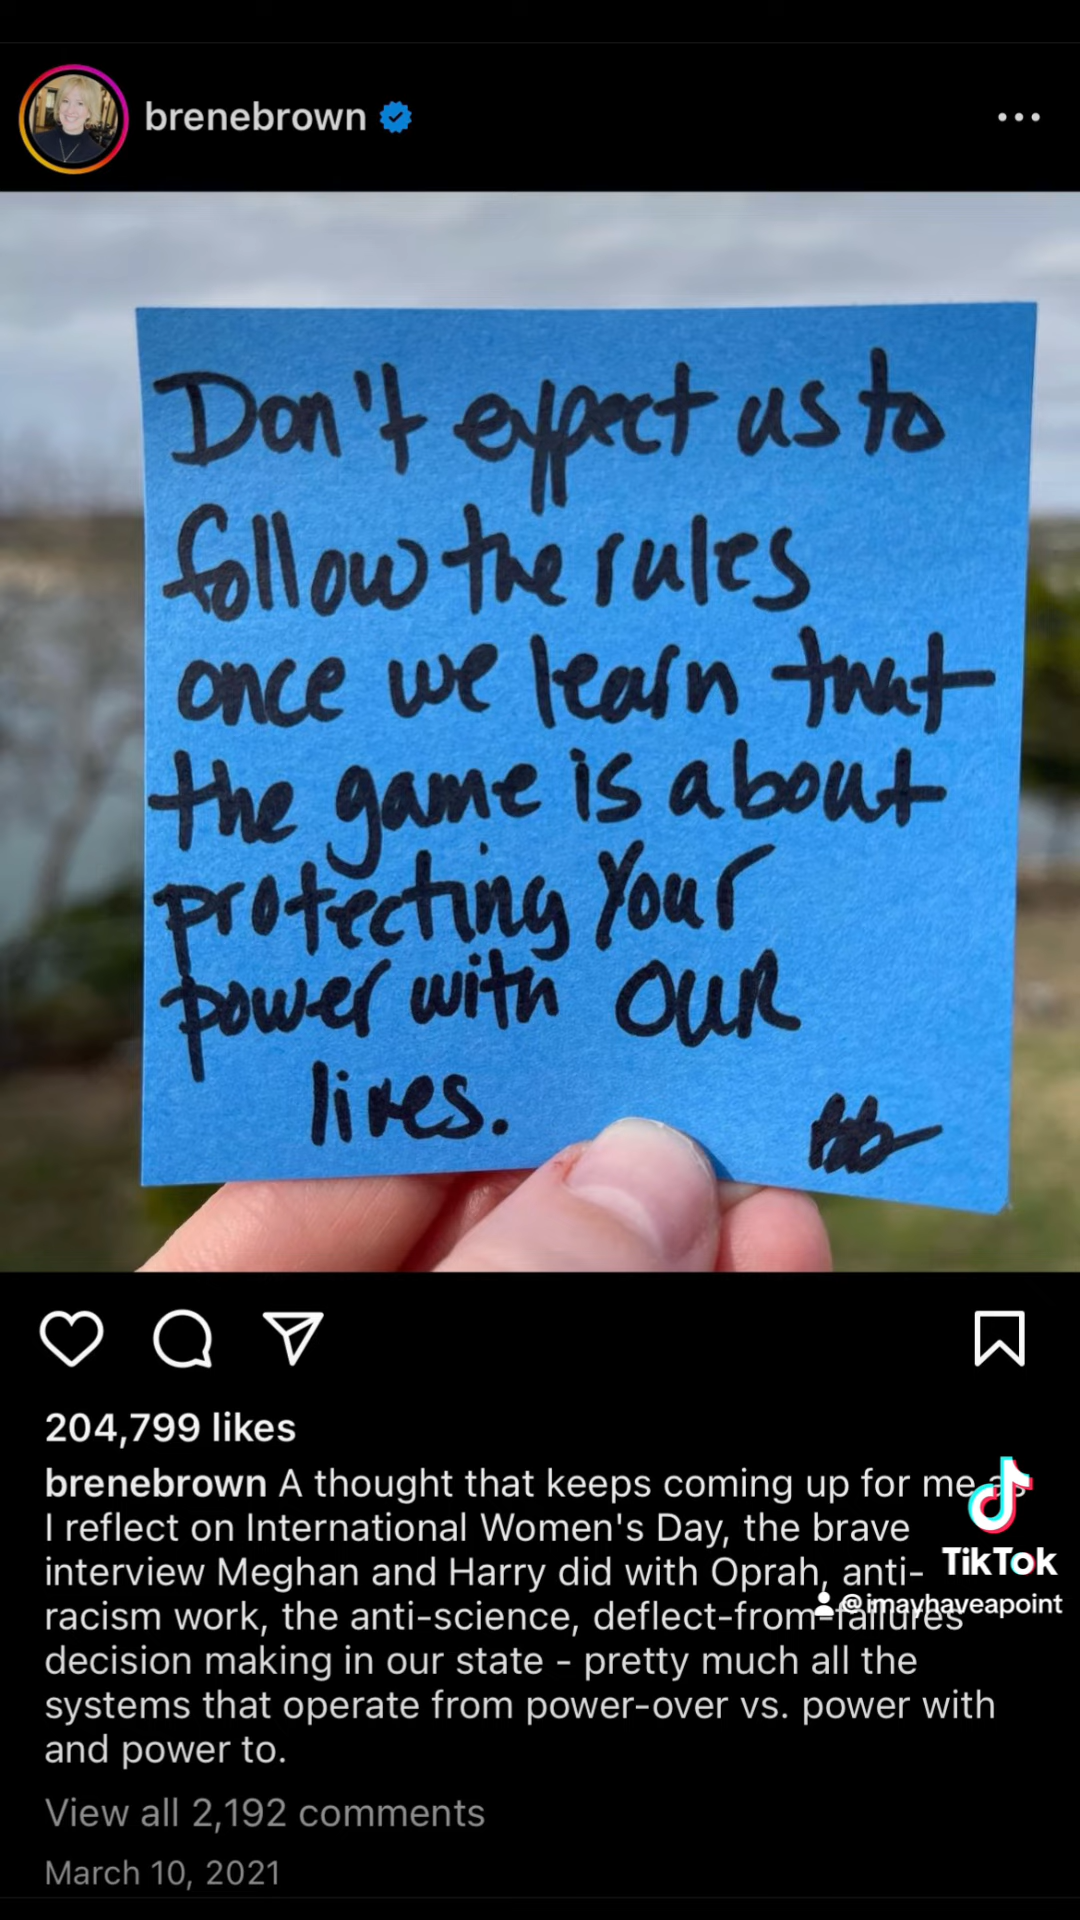 brenebrown
Don't expect us to
follow the rules
once we learn that
the game is about
protecting your
power with OUR
lives.
BB
204,799 likes
brenebrown A thought that keeps coming up for me as
I reflect on International Women's Day, the brave
interview Meghan and Harry did with Oprah, anti-
racism work, the anti-science, deflect-from-failures
decision making in our state - pretty much all the
systems that operate from power-over vs. power with
and power to.
View all 2,192 comments
March 10, 2021
TikTok
@imayhaveapoint